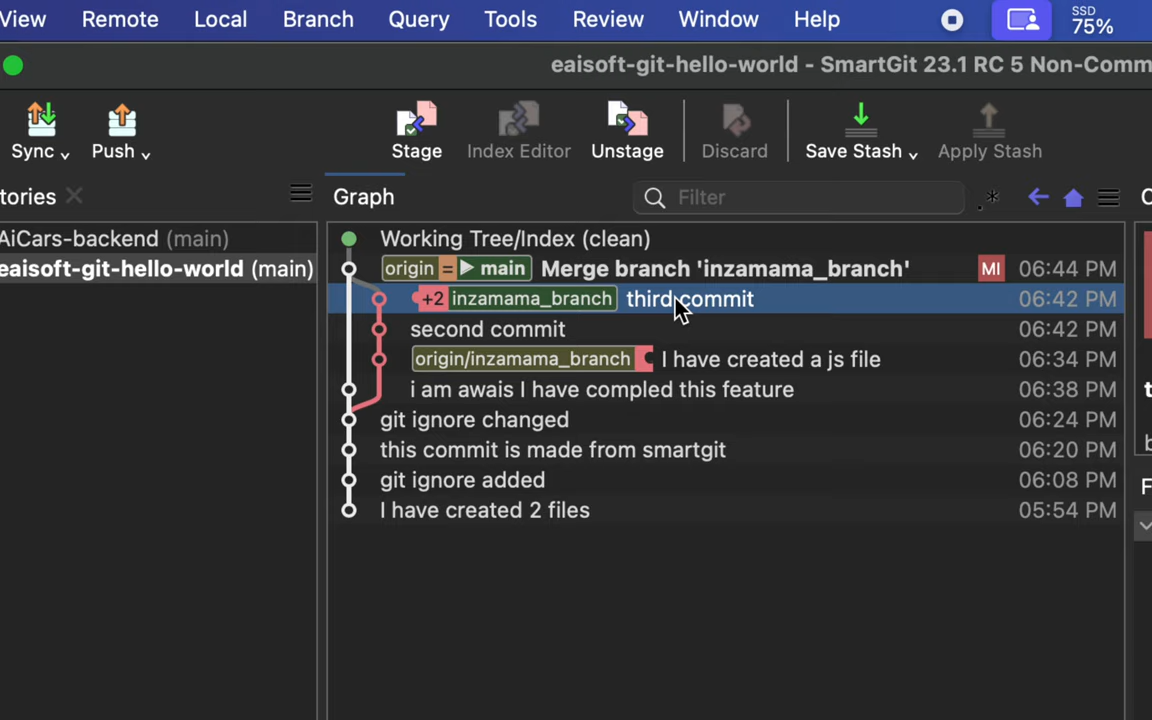 View Remote Local Branch Query Tools Review Window Help SSD 75%
eaisoft-git-hello-world - SmartGit 23.1 RC 5 Non-Comm
Sync Push Stage Index Editor Unstage Discard Save Stash Apply Stash
tories Graph Filter .* C
AiCars-backend (main)
eaisoft-git-hello-world (main)
Working Tree/Index (clean)
origin = main Merge branch 'inzamama_branch' MI 06:44 PM
+2 inzamama_branch third commit 06:42 PM
second commit 06:42 PM
origin/inzamama_branch I have created a js file 06:34 PM
i am awais I have compled this feature 06:38 PM
git ignore changed 06:24 PM
this commit is made from smartgit 06:20 PM
git ignore added 06:08 PM
I have created 2 files 05:54 PM
t
b
F